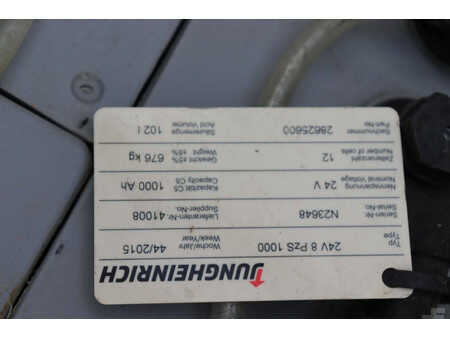 JUNGHEINRICH
Typ
Type
24V 8 PzS 1000
Woche/Jahr
Week/Year
44/2015
Serien-Nr.
Serial-No.
N23648
Lieferanten-Nr.
Supplier-No.
41008
Nennspannung
Nominal Voltage
24 V
Kapazität C5
Capacity C5
1000 Ah
Zellenanzahl
Number of cells
12
Gewicht ±5%
Weight ±5%
676 kg
Sachnummer
Part-No.
28625600
Säuremenge
Acid Volume
102 l